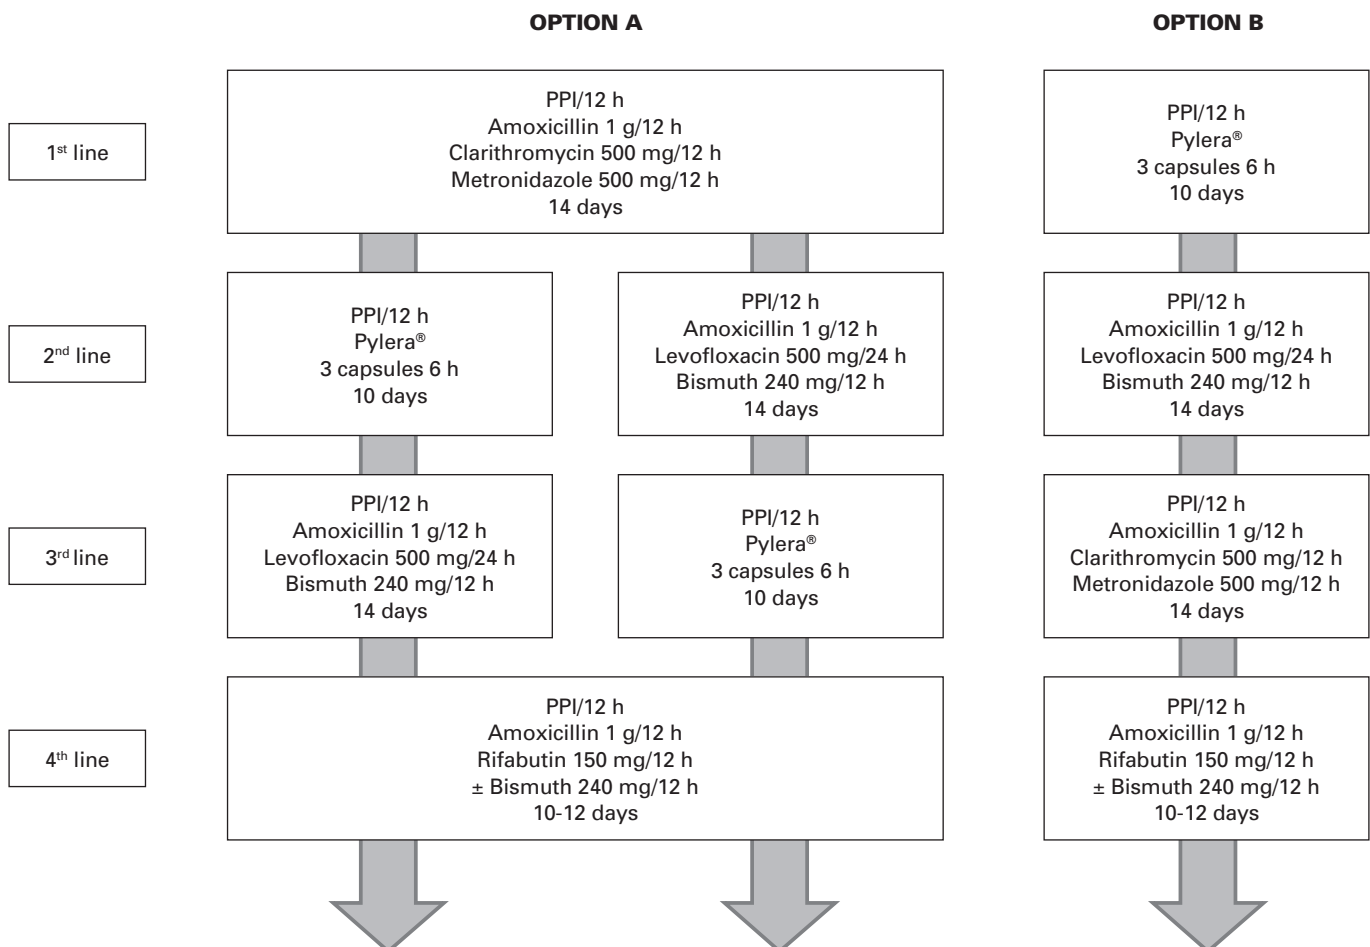 OPTION A
OPTION B
1st line
PPI/12 h
Amoxicillin 1 g/12 h
Clarithromycin 500 mg/12 h
Metronidazole 500 mg/12 h
14 days
PPI/12 h
Pylera®
3 capsules 6 h
10 days
2nd line
PPI/12 h
Pylera®
3 capsules 6 h
10 days
PPI/12 h
Amoxicillin 1 g/12 h
Levofloxacin 500 mg/24 h
Bismuth 240 mg/12 h
14 days
PPI/12 h
Amoxicillin 1 g/12 h
Levofloxacin 500 mg/24 h
Bismuth 240 mg/12 h
14 days
3rd line
PPI/12 h
Amoxicillin 1 g/12 h
Levofloxacin 500 mg/24 h
Bismuth 240 mg/12 h
14 days
PPI/12 h
Pylera®
3 capsules 6 h
10 days
PPI/12 h
Amoxicillin 1 g/12 h
Clarithromycin 500 mg/12 h
Metronidazole 500 mg/12 h
14 days
4th line
PPI/12 h
Amoxicillin 1 g/12 h
Rifabutin 150 mg/12 h
± Bismuth 240 mg/12 h
10-12 days
PPI/12 h
Amoxicillin 1 g/12 h
Rifabutin 150 mg/12 h
± Bismuth 240 mg/12 h
10-12 days